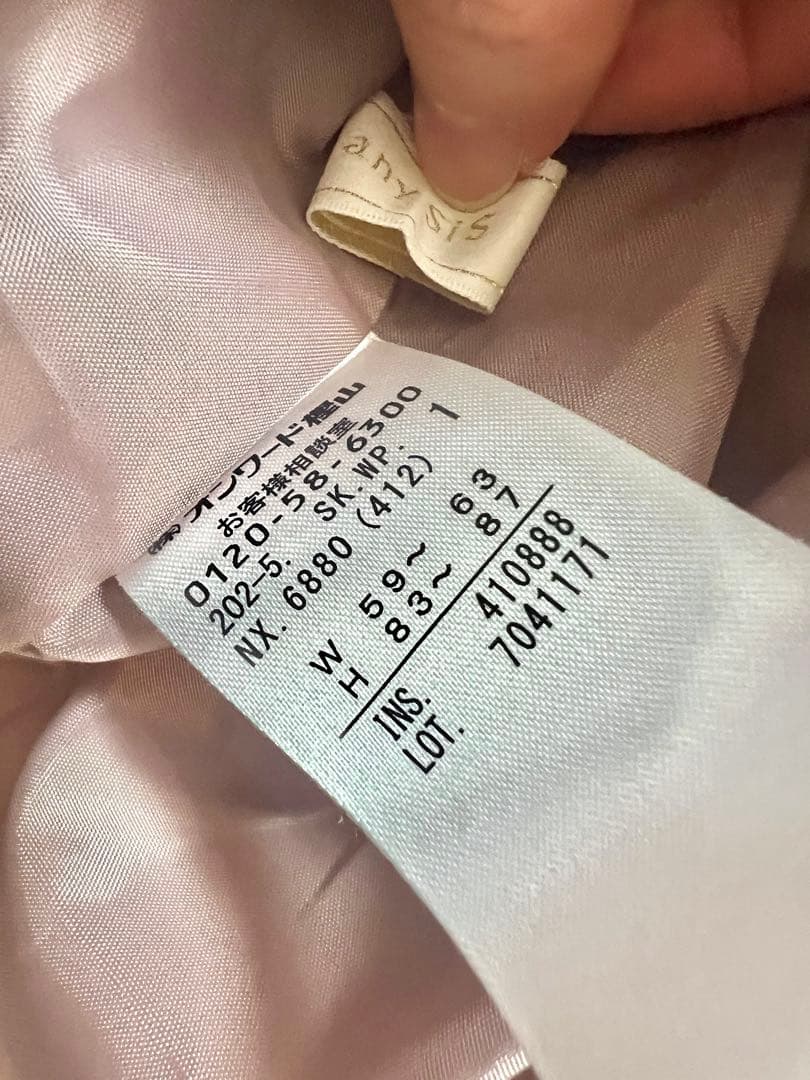 anysis
(株)オンワード樫山
お客様相談室
0120-58-6300
202-5. SK.WP. 1
NX. 6880 (412)
W 59~ 63
H 83~ 87
INS. 410888
LOT. 7041171